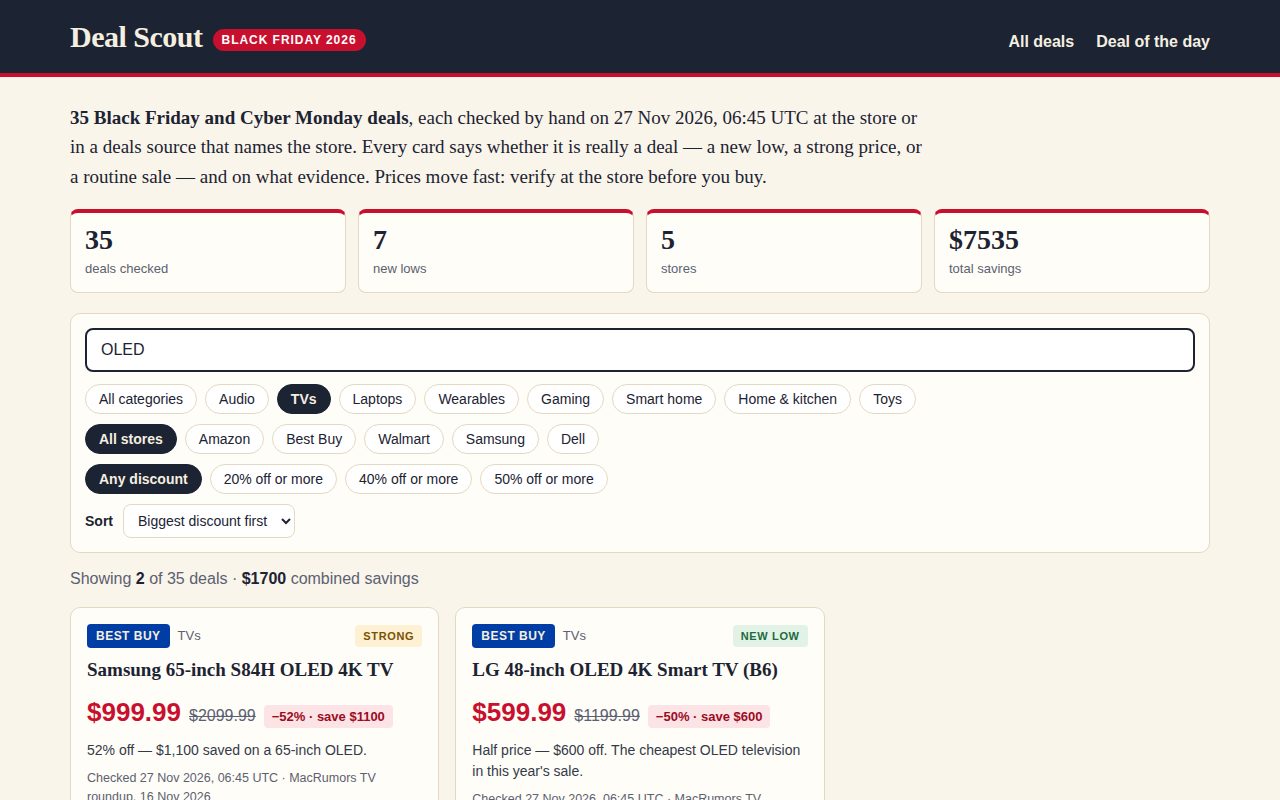 Deal Scout BLACK FRIDAY 2026 All deals Deal of the day
35 Black Friday and Cyber Monday deals, each checked by hand on 27 Nov 2026, 06:45 UTC at the store or
in a deals source that names the store. Every card says whether it is really a deal — a new low, a strong price, or
a routine sale — and on what evidence. Prices move fast: verify at the store before you buy.
35
deals checked
7
new lows
5
stores
$7535
total savings
OLED
All categories Audio TVs Laptops Wearables Gaming Smart home Home & kitchen Toys
All stores Amazon Best Buy Walmart Samsung Dell
Any discount 20% off or more 40% off or more 50% off or more
Sort Biggest discount first
Showing 2 of 35 deals · $1700 combined savings
BEST BUY TVs STRONG
Samsung 65-inch S84H OLED 4K TV
$999.99 $2099.99 −52% · save $1100
52% off — $1,100 saved on a 65-inch OLED.
Checked 27 Nov 2026, 06:45 UTC · MacRumors TV
roundup, 16 Nov 2026
BEST BUY TVs NEW LOW
LG 48-inch OLED 4K Smart TV (B6)
$599.99 $1199.99 −50% · save $600
Half price — $600 off. The cheapest OLED television
in this year's sale.
Checked 27 Nov 2026, 06:45 UTC · MacRumors TV